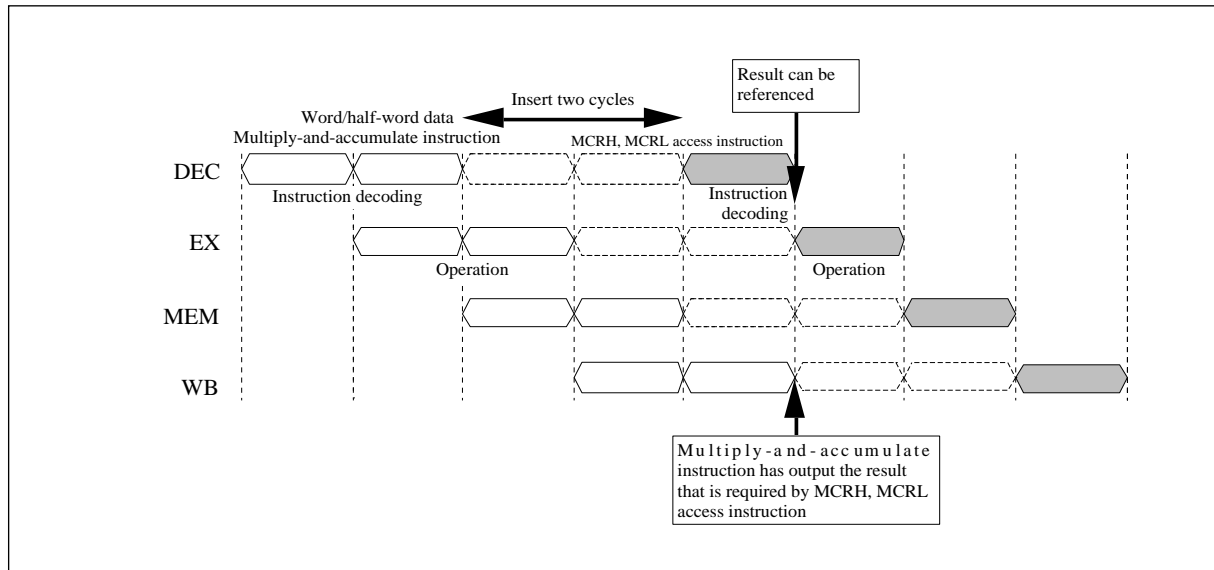 Result can be
referenced
Insert two cycles
Word/half-word data
Multiply-and-accumulate instruction
MCRH, MCRL access instruction
DEC
Instruction decoding
Instruction
decoding
EX
Operation
Operation
MEM
WB
Multiply-and-accumulate
instruction has output the result
that is required by MCRH, MCRL
access instruction